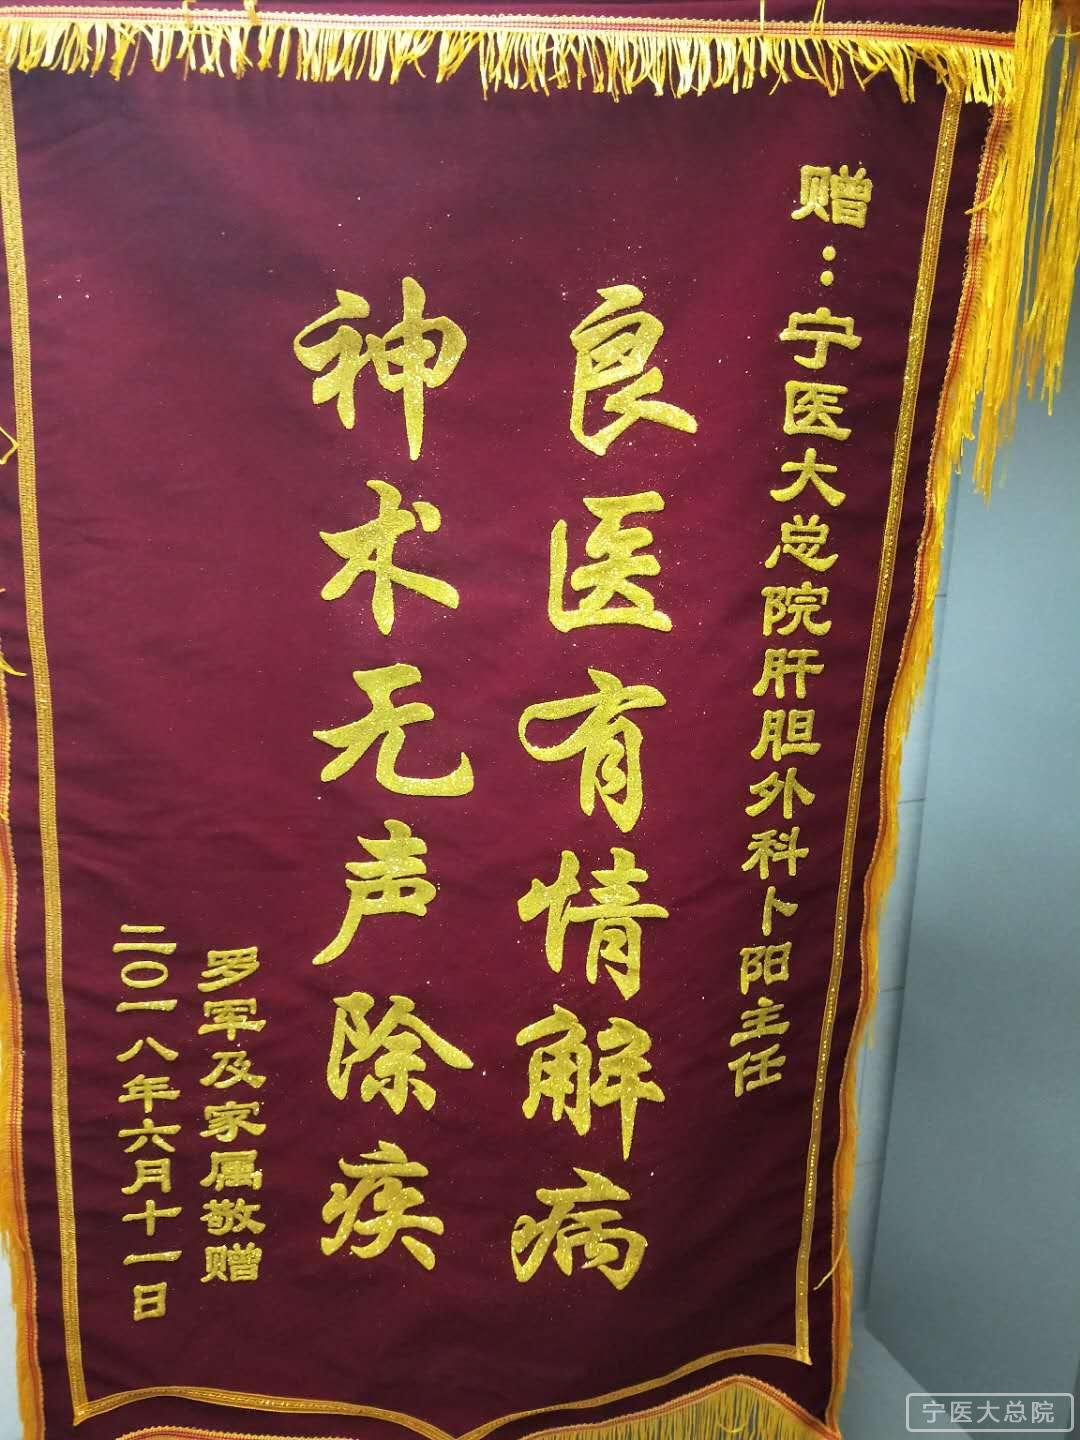 赠：宁医大总院肝胆外科卜阳主任
良医有情解病
神术无声除疾
罗军及家属敬赠
二〇一八年六月十一日
宁医大总院